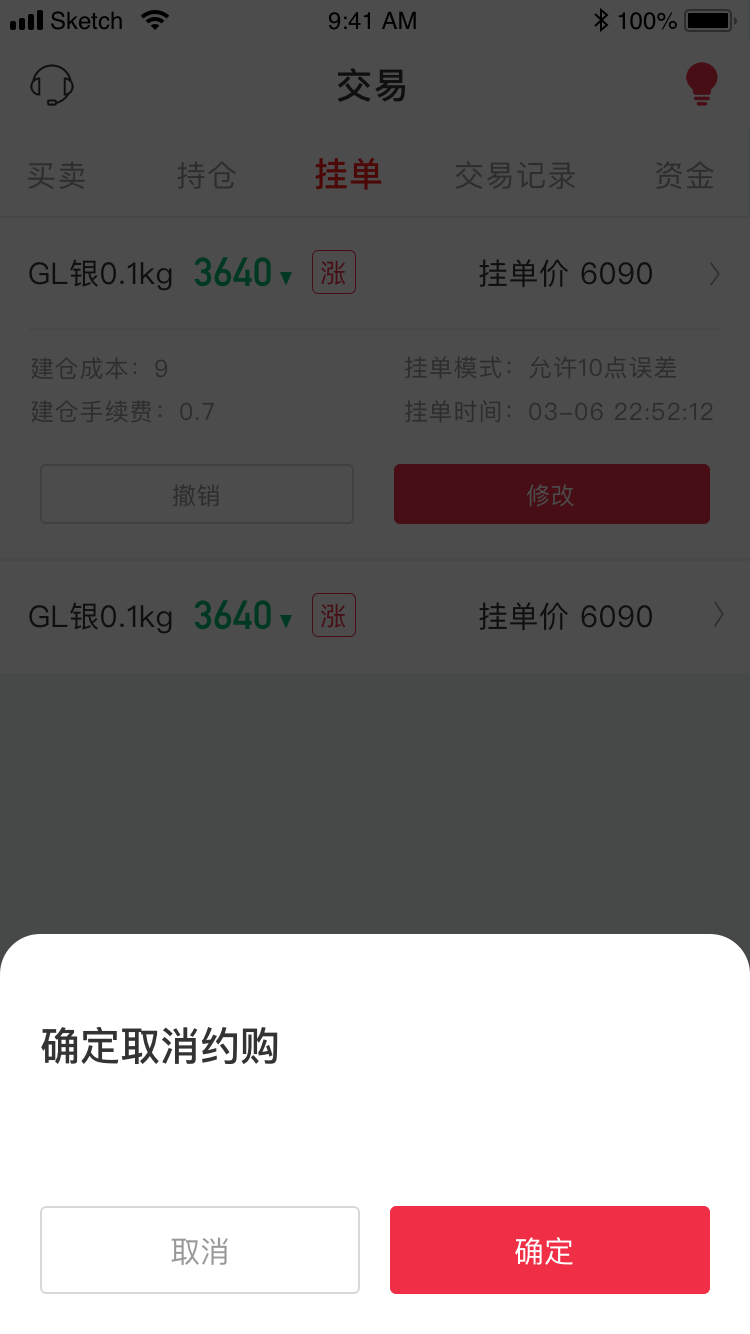 Sketch 9:41 AM 100%
交易
买卖 持仓 挂单 交易记录 资金
GL银0.1kg 3640 涨 挂单价 6090
建仓成本：9 挂单模式：允许10点误差
建仓手续费：0.7 挂单时间：03-06 22:52:12
撤销 修改
GL银0.1kg 3640 涨 挂单价 6090
确定取消约购
取消 确定